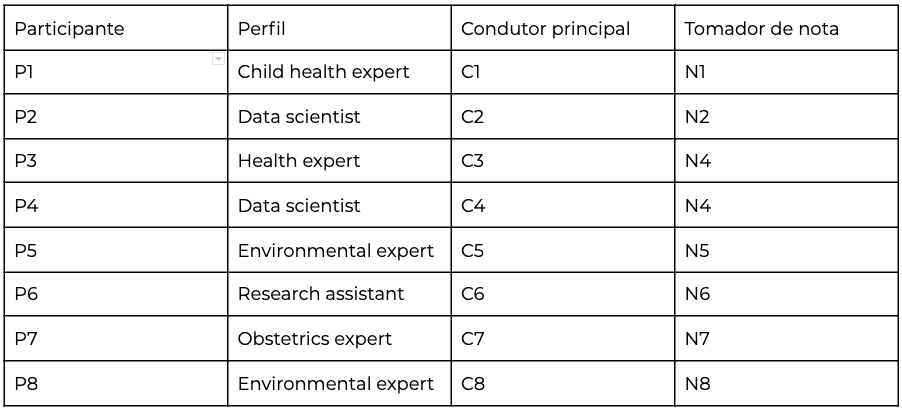 Participante Perfil Condutor principal Tomador de nota
P1 Child health expert C1 N1
P2 Data scientist C2 N2
P3 Health expert C3 N4
P4 Data scientist C4 N4
P5 Environmental expert C5 N5
P6 Research assistant C6 N6
P7 Obstetrics expert C7 N7
P8 Environmental expert C8 N8